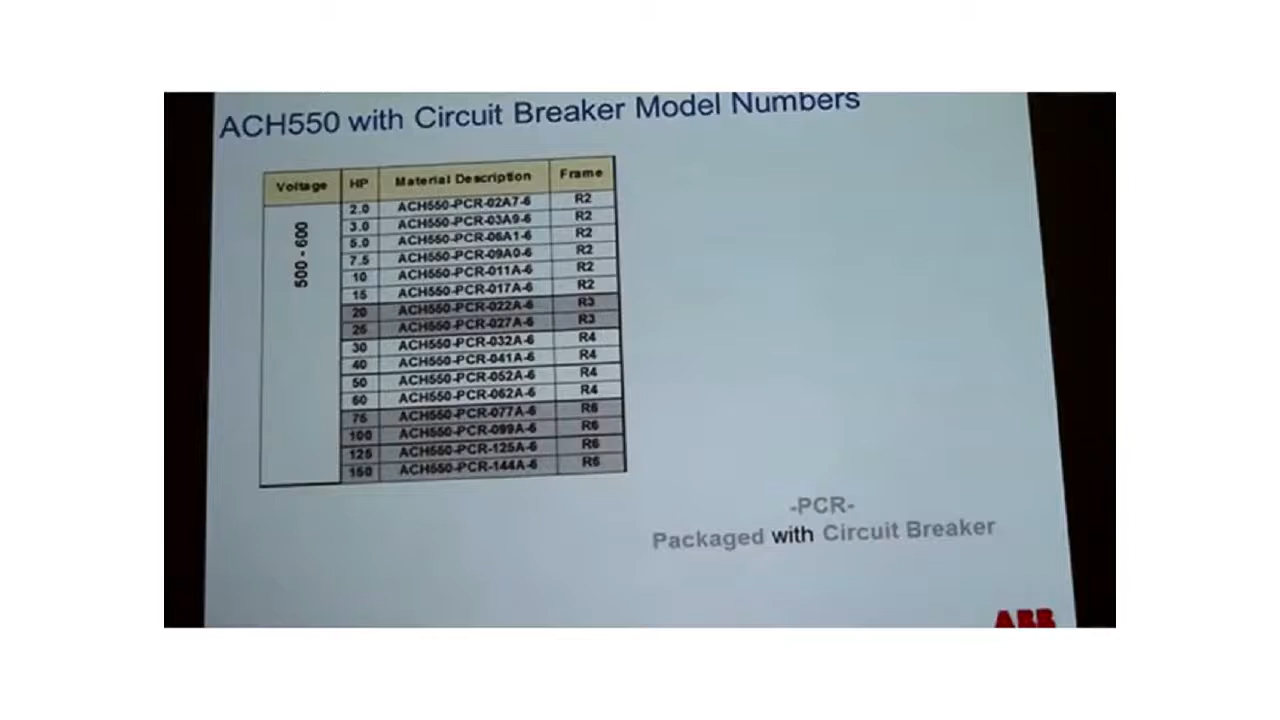 ACH550 with Circuit Breaker Model Numbers
Voltage HP Material Description Frame
500 - 600
2.0 ACH550-PCR-02A7-6 R2
3.0 ACH550-PCR-03A9-6 R2
5.0 ACH550-PCR-06A1-6 R2
7.5 ACH550-PCR-09A0-6 R2
10 ACH550-PCR-011A-6 R2
15 ACH550-PCR-017A-6 R2
20 ACH550-PCR-022A-6 R3
25 ACH550-PCR-027A-6 R3
30 ACH550-PCR-032A-6 R4
40 ACH550-PCR-041A-6 R4
50 ACH550-PCR-052A-6 R4
60 ACH550-PCR-062A-6 R4
75 ACH550-PCR-077A-6 R6
100 ACH550-PCR-099A-6 R6
125 ACH550-PCR-125A-6 R6
150 ACH550-PCR-144A-6 R6
-PCR-
Packaged with Circuit Breaker
ABB